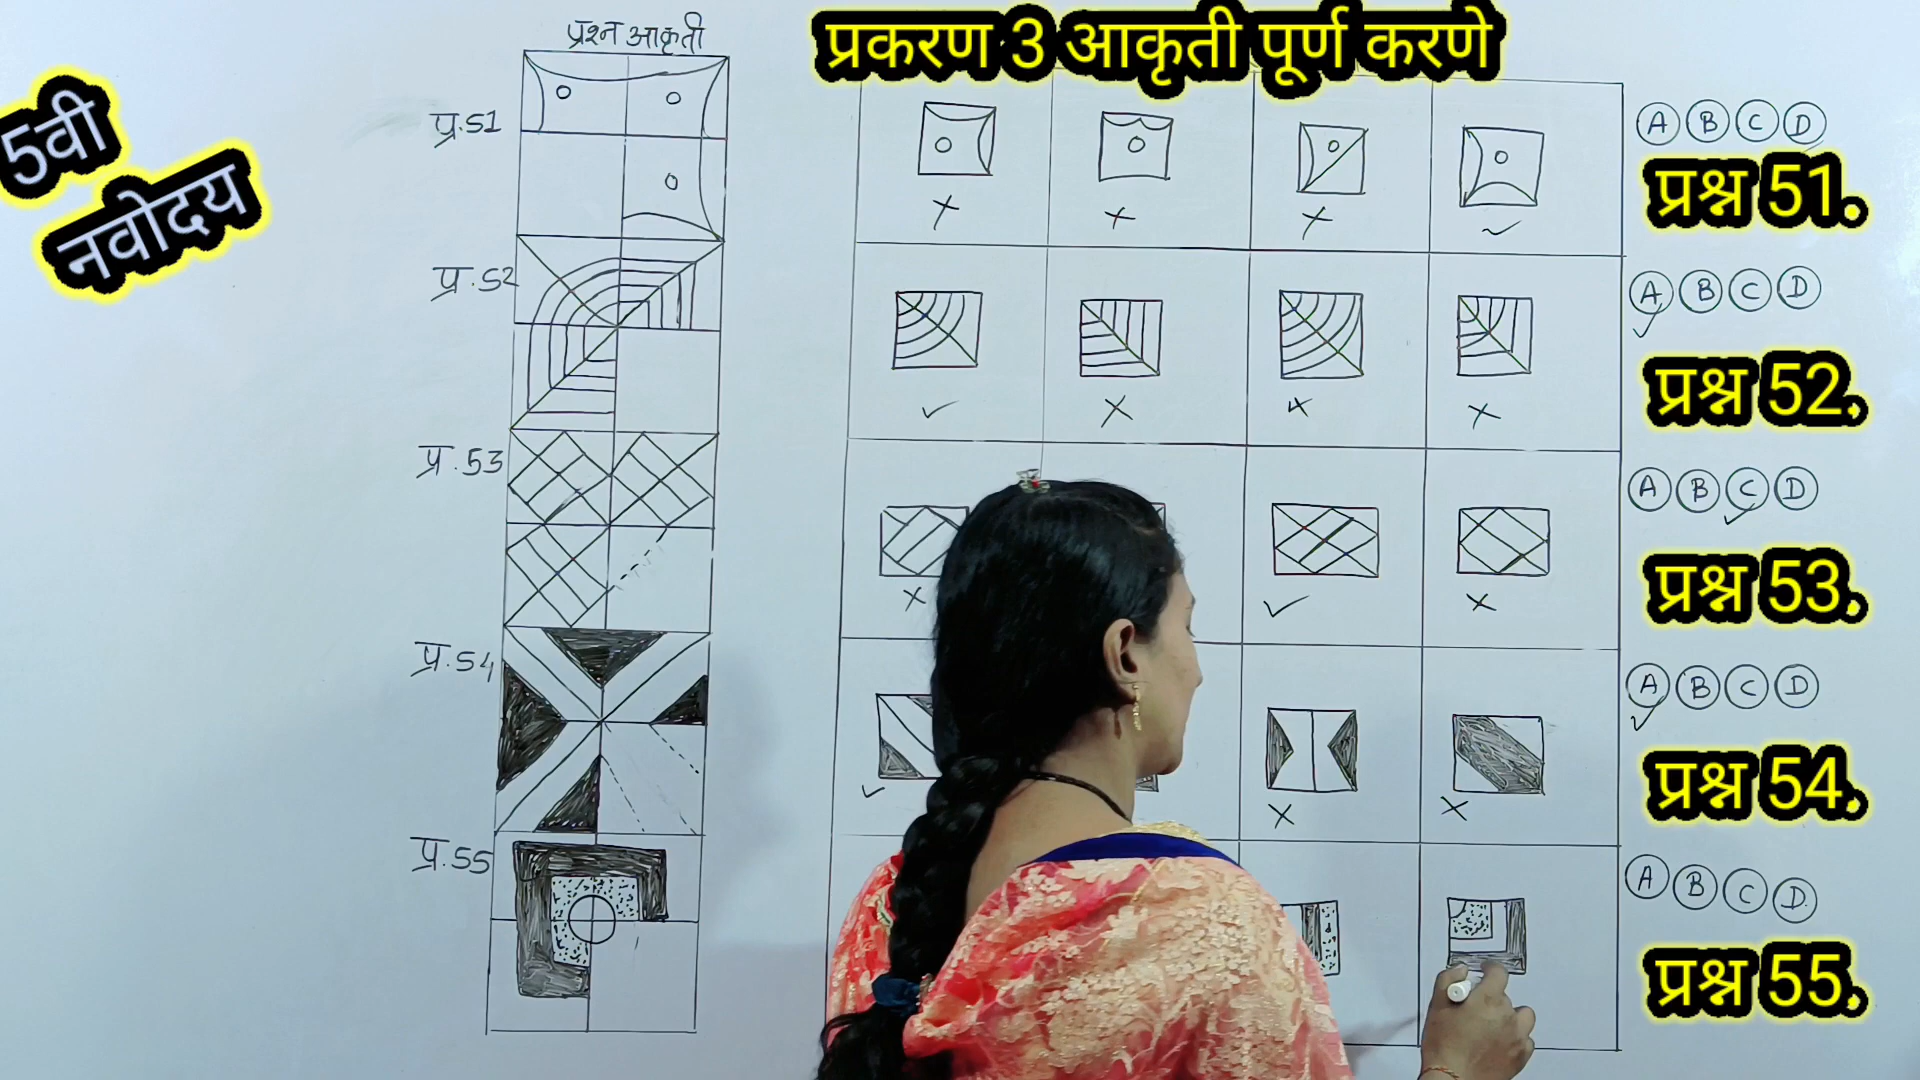 प्रश्न आकृती
प्रकरण 3 आकृती पूर्ण करणे
5वी
नवोदय
प्र.51
A B C D
प्रश्न 51.
प्र.52
A B C D
प्रश्न 52.
प्र.53
A B C D
प्रश्न 53.
प्र.54
A B C D
प्रश्न 54.
प्र.55
A B C D
प्रश्न 55.